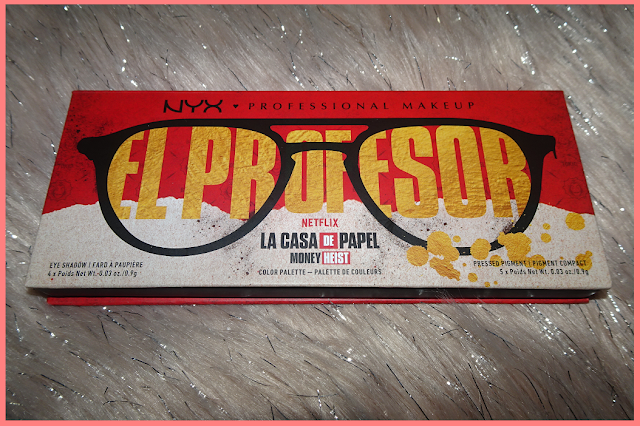 NYX ♥ PROFESSIONAL MAKEUP
EL PROFESOR
NETFLIX
LA CASA DE PAPEL
MONEY HEIST
COLOR PALETTE — PALETTE DE COULEURS
EYE SHADOW | FARD À PAUPIÈRE
4 x Poids Net Wt.-0.03 oz./0.9g
PRESSED PIGMENT | PIGMENT COMPACT
5 x Poids Net Wt. 0.03 oz./0.9g